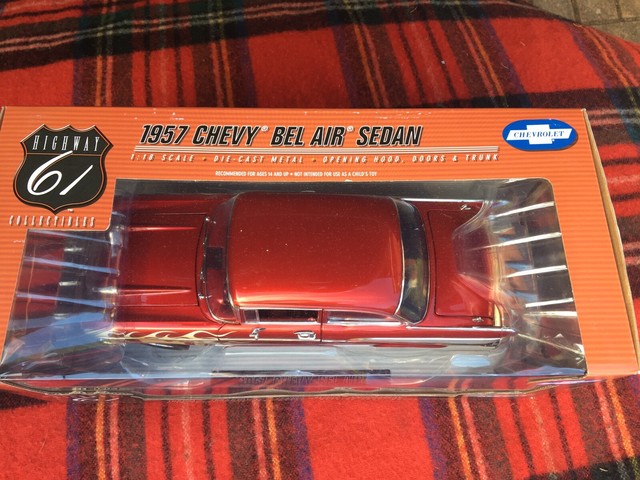 HIGHWAY
61
COLLECTIBLES
1957 CHEVY® BEL AIR® SEDAN
1:18 SCALE • DIE-CAST METAL • OPENING HOOD, DOORS & TRUNK
RECOMMENDED FOR AGES 14 AND UP • NOT INTENDED FOR USE AS A CHILD'S TOY
CHEVROLET